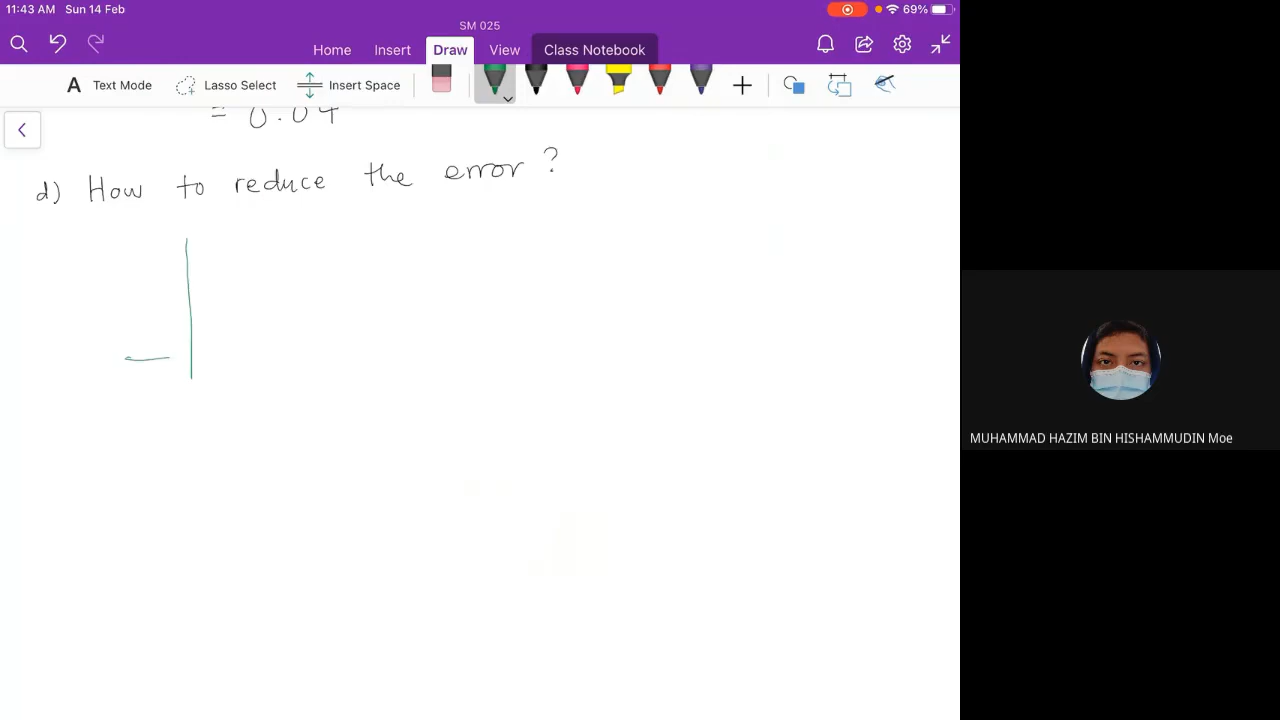 11:43 AM Sun 14 Feb
69%
SM 025
Home Insert Draw View Class Notebook
A Text Mode Lasso Select Insert Space
= 0.04
d) How to reduce the error?
MUHAMMAD HAZIM BIN HISHAMMUDIN Moe